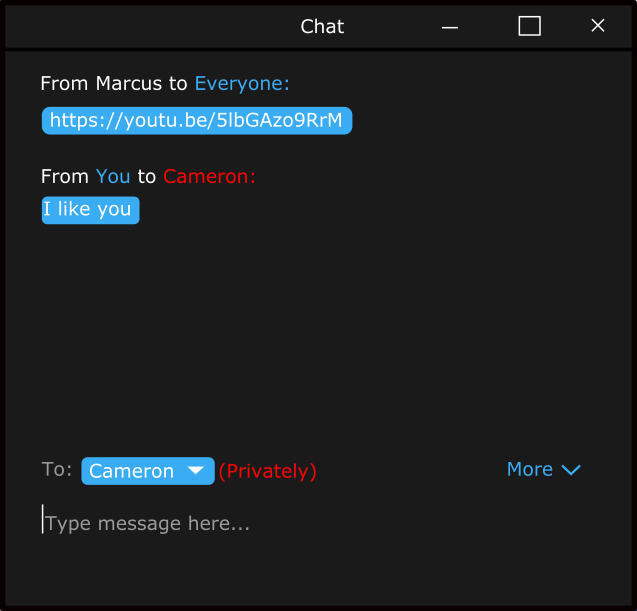 Chat
From Marcus to Everyone:
https://youtu.be/5lbGAzo9RrM
From You to Cameron:
I like you
To: Cameron (Privately) More
Type message here...